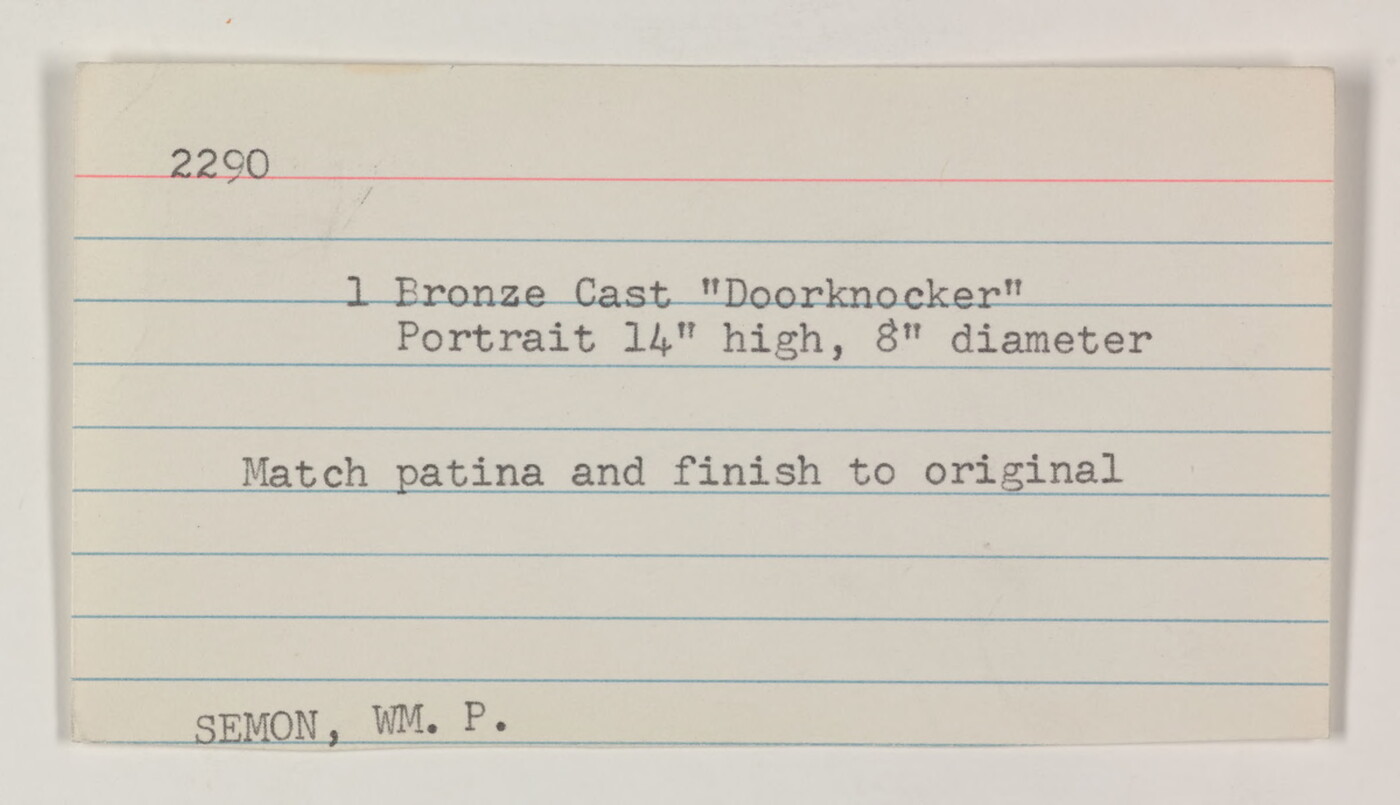 2290
1 Bronze Cast "Doorknocker"
Portrait 14" high, 8" diameter
Match patina and finish to original
SEMON, WM. P.